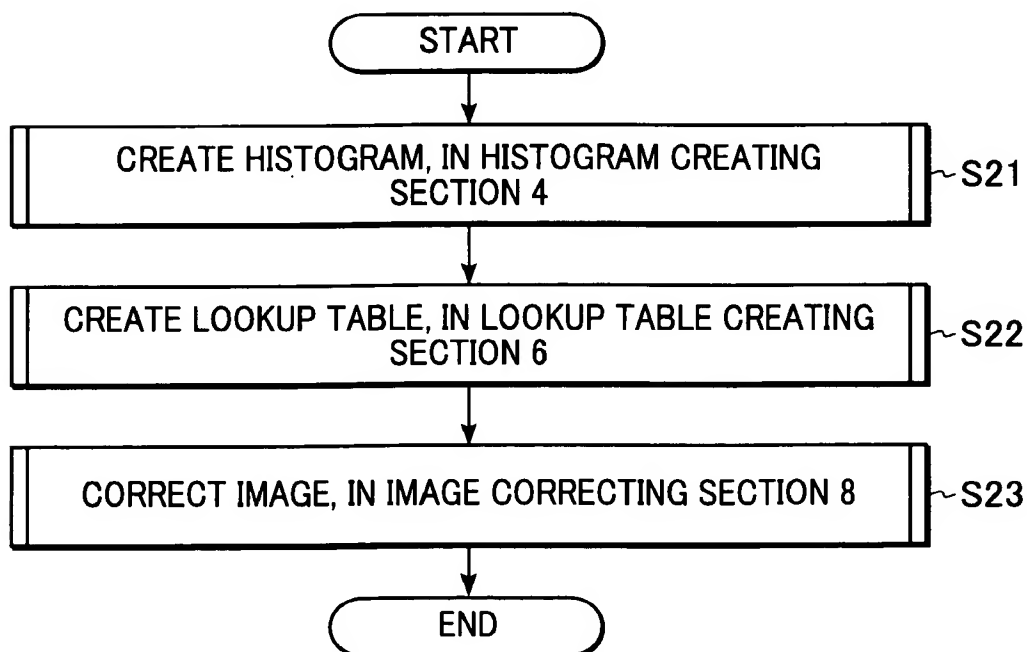 START
CREATE HISTOGRAM, IN HISTOGRAM CREATING
SECTION 4
S21
CREATE LOOKUP TABLE, IN LOOKUP TABLE CREATING
SECTION 6
S22
CORRECT IMAGE, IN IMAGE CORRECTING SECTION 8
S23
END